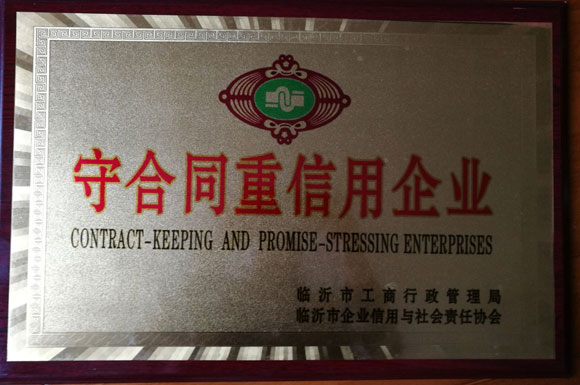 守合同重信用企业
CONTRACT-KEEPING AND PROMISE-STRESSING ENTERPRISES
临沂市工商行政管理局
临沂市企业信用与社会责任协会